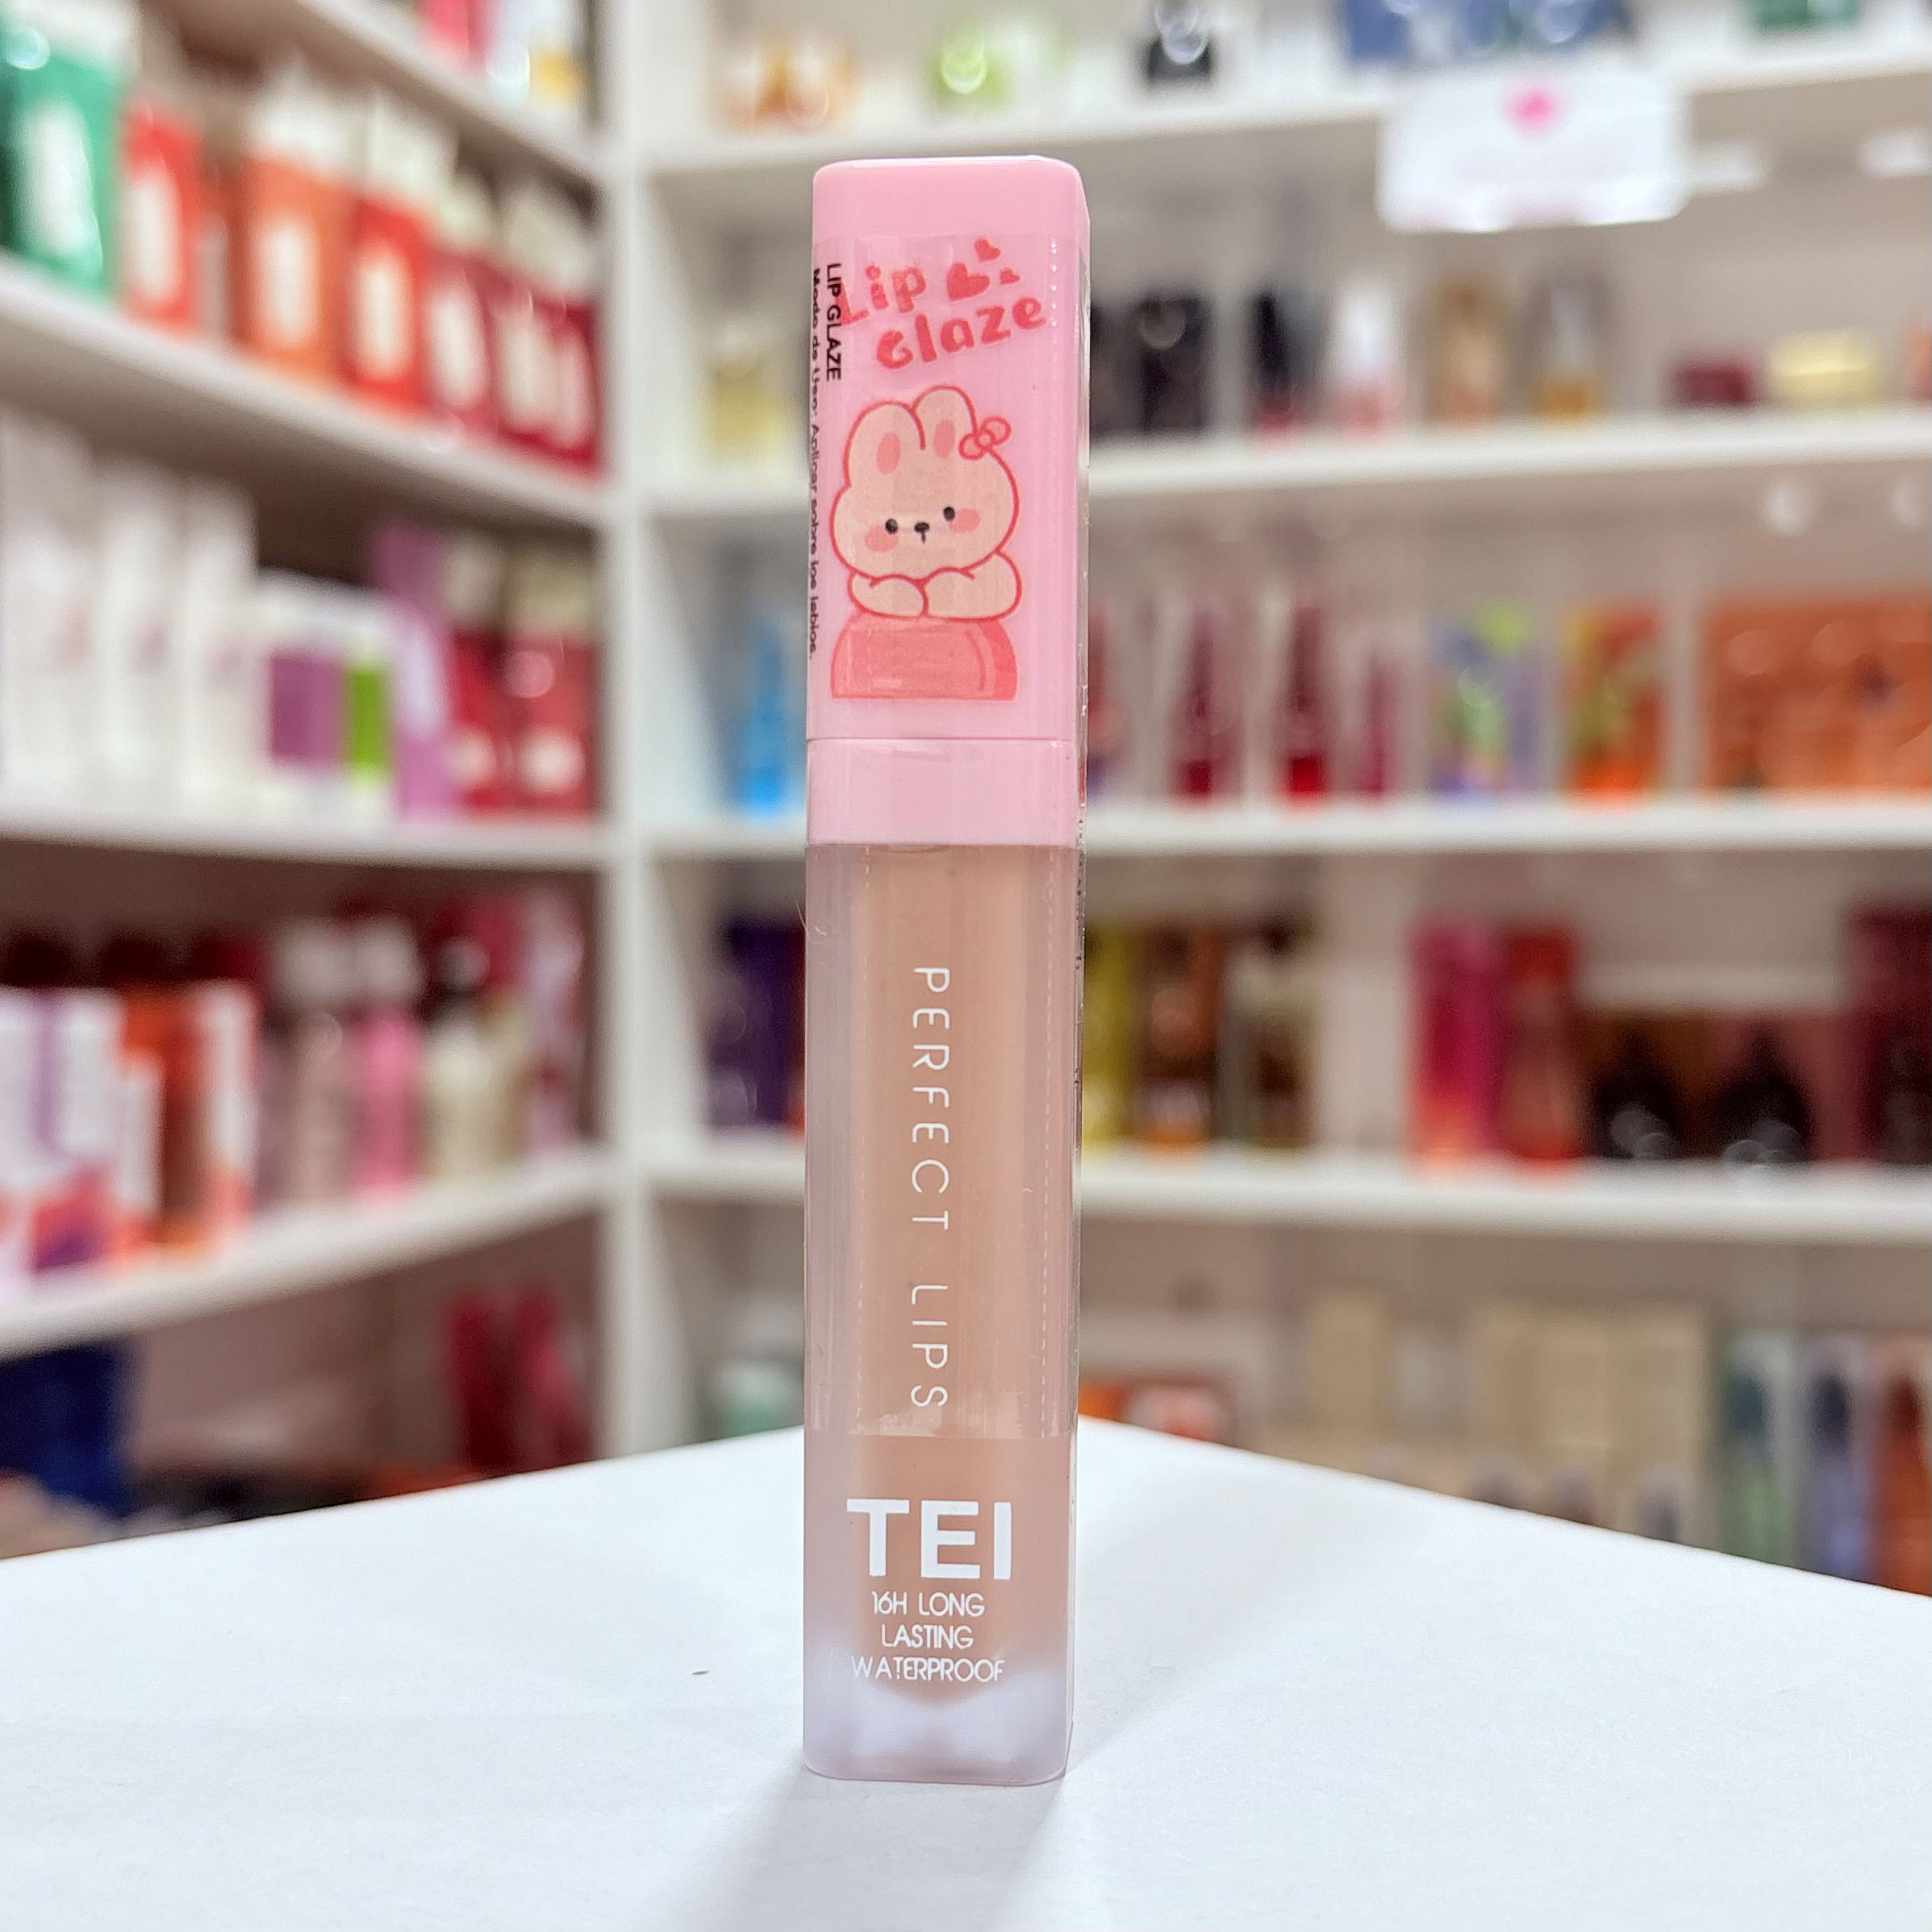 Lip
Glaze
LIP GLAZE
Modo de Uso: Aplicar sobre los labios.
PERFECT LIPS
TEI
16H LONG
LASTING
WATERPROOF